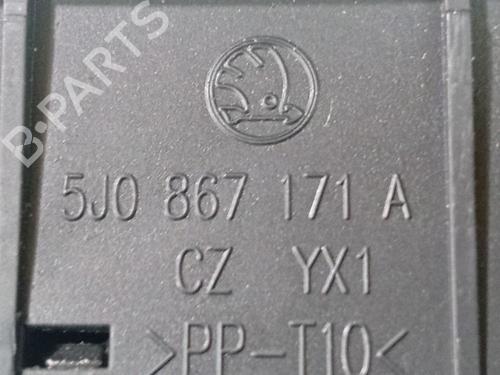 B-PARTS
5J0 867 171 A
CZ YX1
>PP-T10<